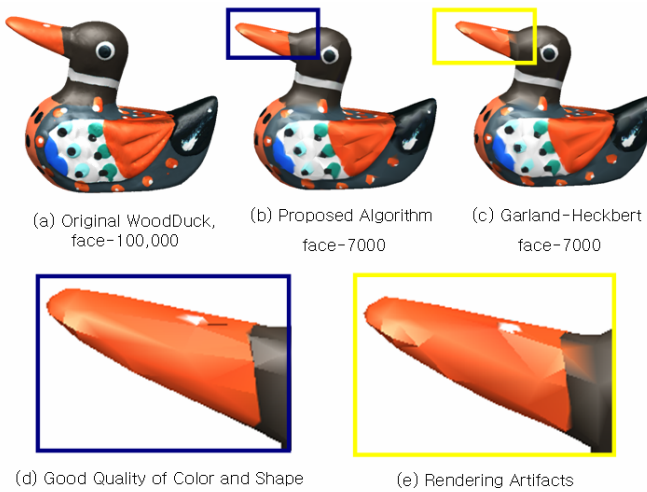 (a) Original WoodDuck,
face-100,000
(b) Proposed Algorithm
face-7000
(c) Garland-Heckbert
face-7000
(d) Good Quality of Color and Shape
(e) Rendering Artifacts